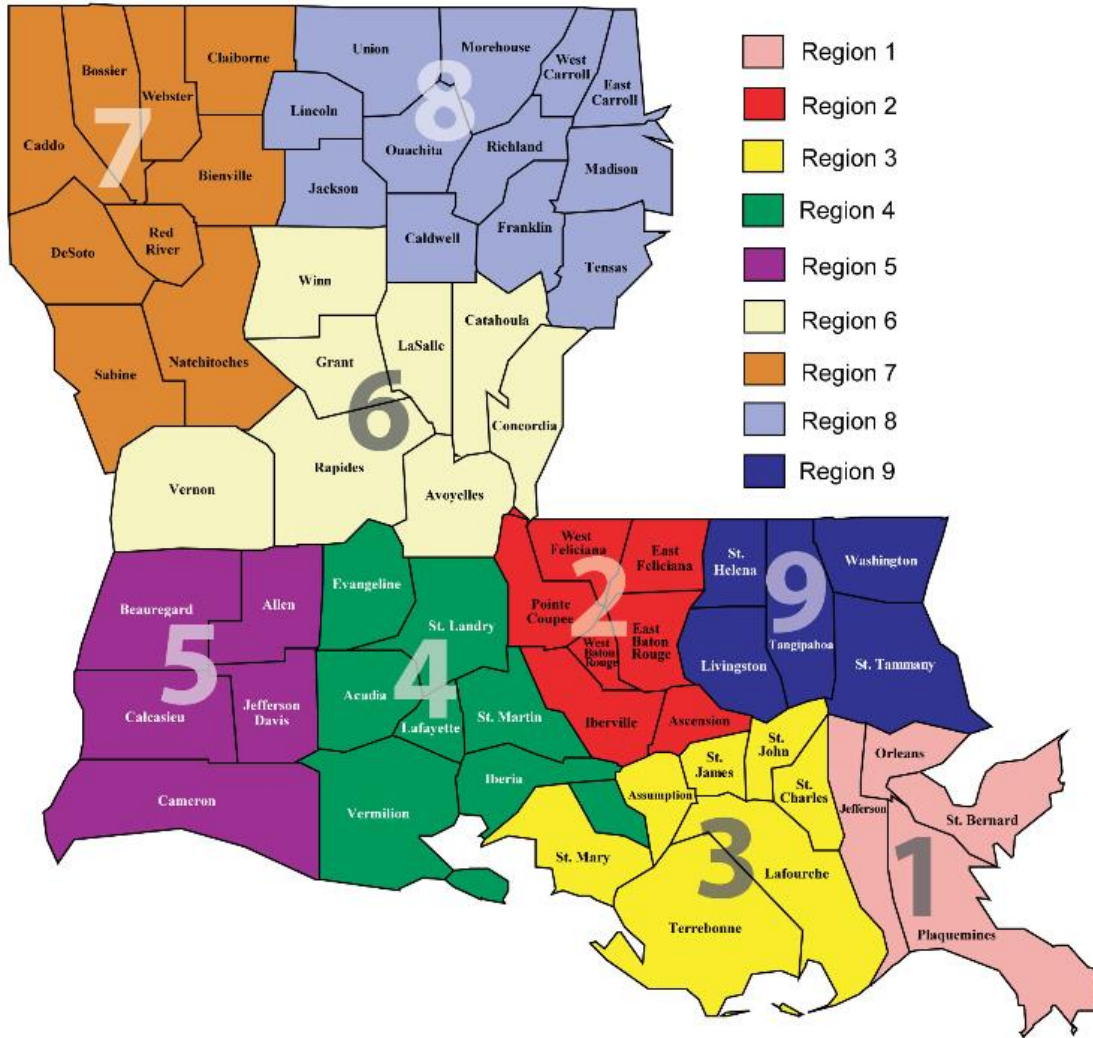 Union
Morehouse
West
Carroll
East
Carroll
Claiborne
Bossier
Webster
Lincoln
8
7
Caddo
Ouachita
Richland
Madison
Bienville
Jackson
Franklin
Caldwell
Red
River
DeSoto
Tensas
Winn
Catahoula
LaSalle
Grant
Natchitoches
Sabine
6
Concordia
Rapides
Vernon
Avoyelles
West
Feliciana
East
Feliciana
St.
Helena
Washington
2
9
Evangeline
Beauregard
Allen
Pointe
Coupee
St. Landry
West
Baton
Rouge
East
Baton
Rouge
Tangipahoa
Livingston
St. Tammany
5
4
Acadia
Jefferson
Davis
Calcasieu
Lafayette
St. Martin
Iberville
Ascension
St.
John
St.
James
Orleans
Iberia
St.
Charles
Assumption
Cameron
Vermilion
Jefferson
St. Bernard
St. Mary
3
Lafourche
1
Terrebonne
Plaquemines
Region 1
Region 2
Region 3
Region 4
Region 5
Region 6
Region 7
Region 8
Region 9